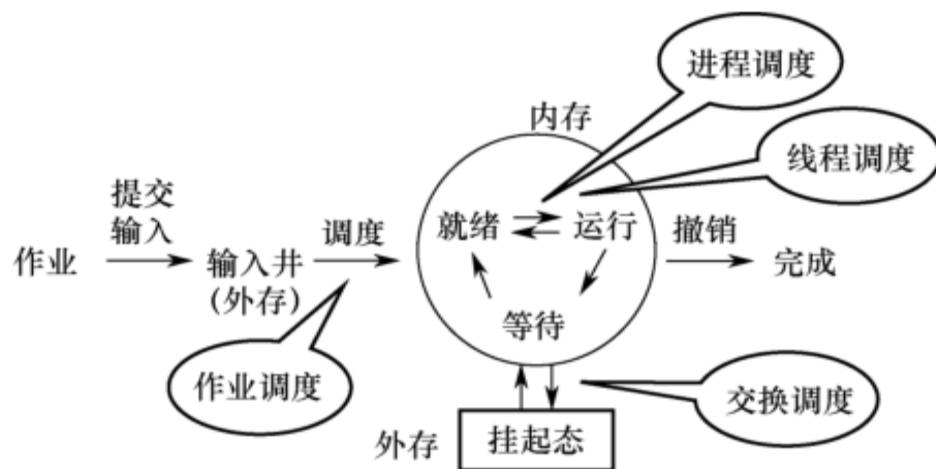 进程调度
内存
线程调度
提交
输入
调度
就绪
运行
撤销
作业
输入井
(外存)
完成
等待
作业调度
交换调度
外存
挂起态